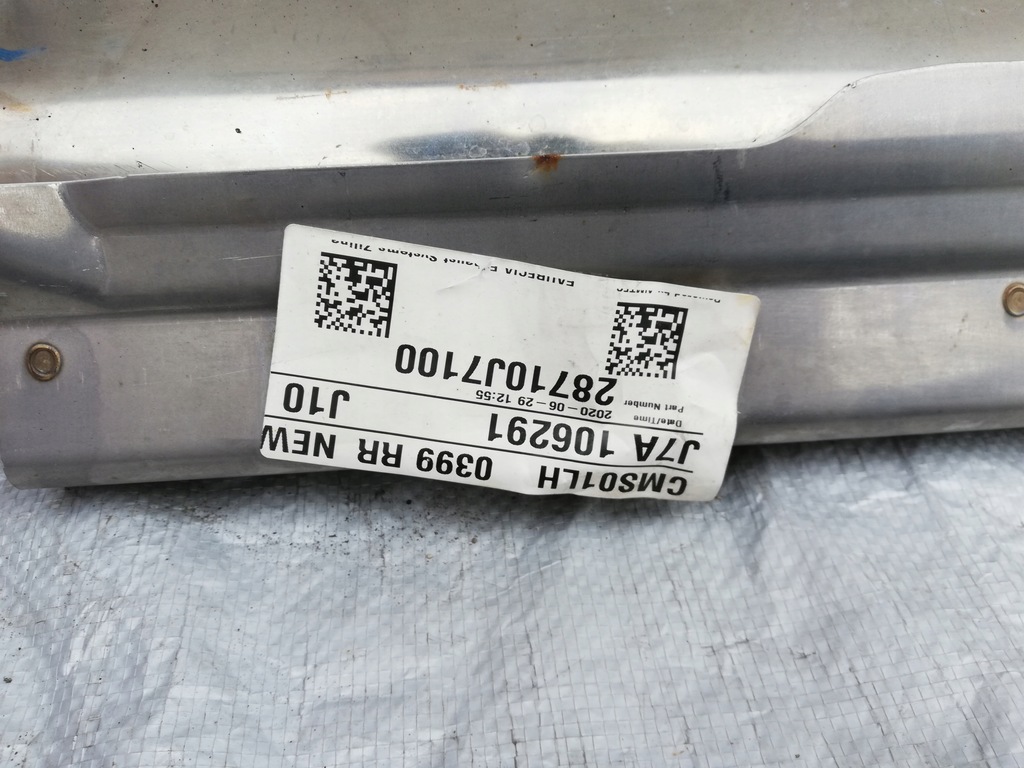 CMS01LH 0399 RR NEW
J7A 106291 J10
Date/Time 2020-06-29 12:55
Part Number 28710J7100
FAURECIA Exhaust Systems Zilina